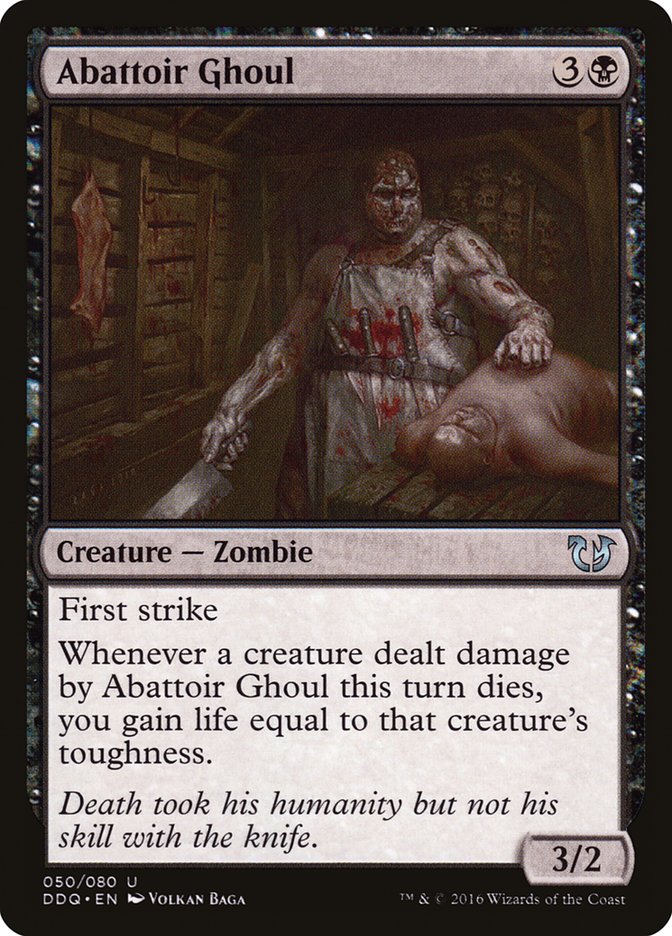 Abattoir Ghoul 3
Creature — Zombie
First strike
Whenever a creature dealt damage
by Abattoir Ghoul this turn dies,
you gain life equal to that creature's
toughness.
Death took his humanity but not his
skill with the knife.
3/2
050/080 U
DDQ • EN Volkan Baga
™ & © 2016 Wizards of the Coast